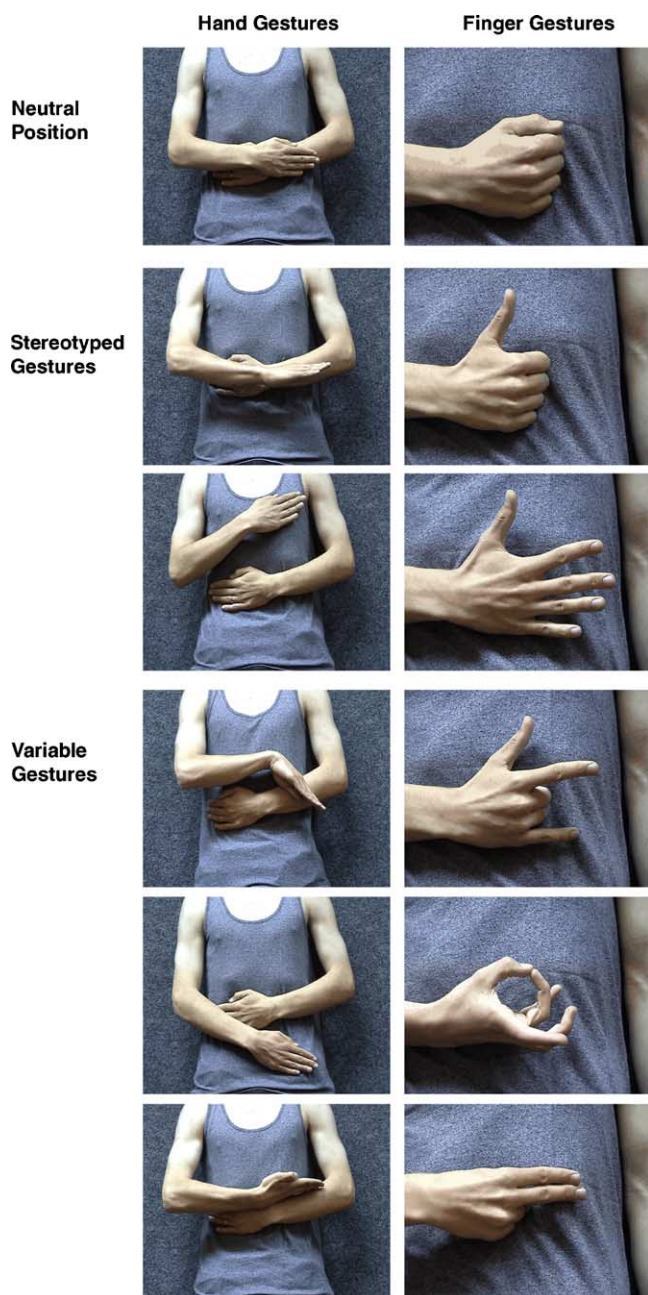 Hand Gestures
Finger Gestures
Neutral
Position
Stereotyped
Gestures
Variable
Gestures